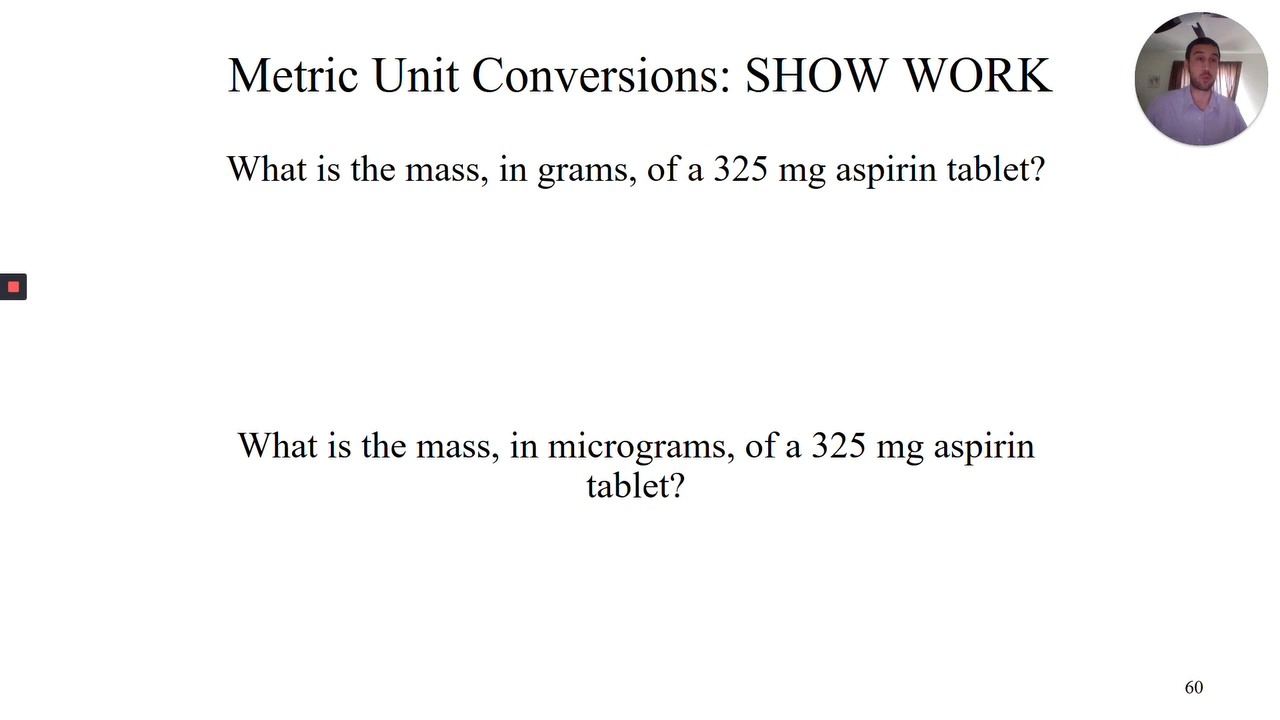 Metric Unit Conversions: SHOW WORK
What is the mass, in grams, of a 325 mg aspirin tablet?
What is the mass, in micrograms, of a 325 mg aspirin
tablet?
60